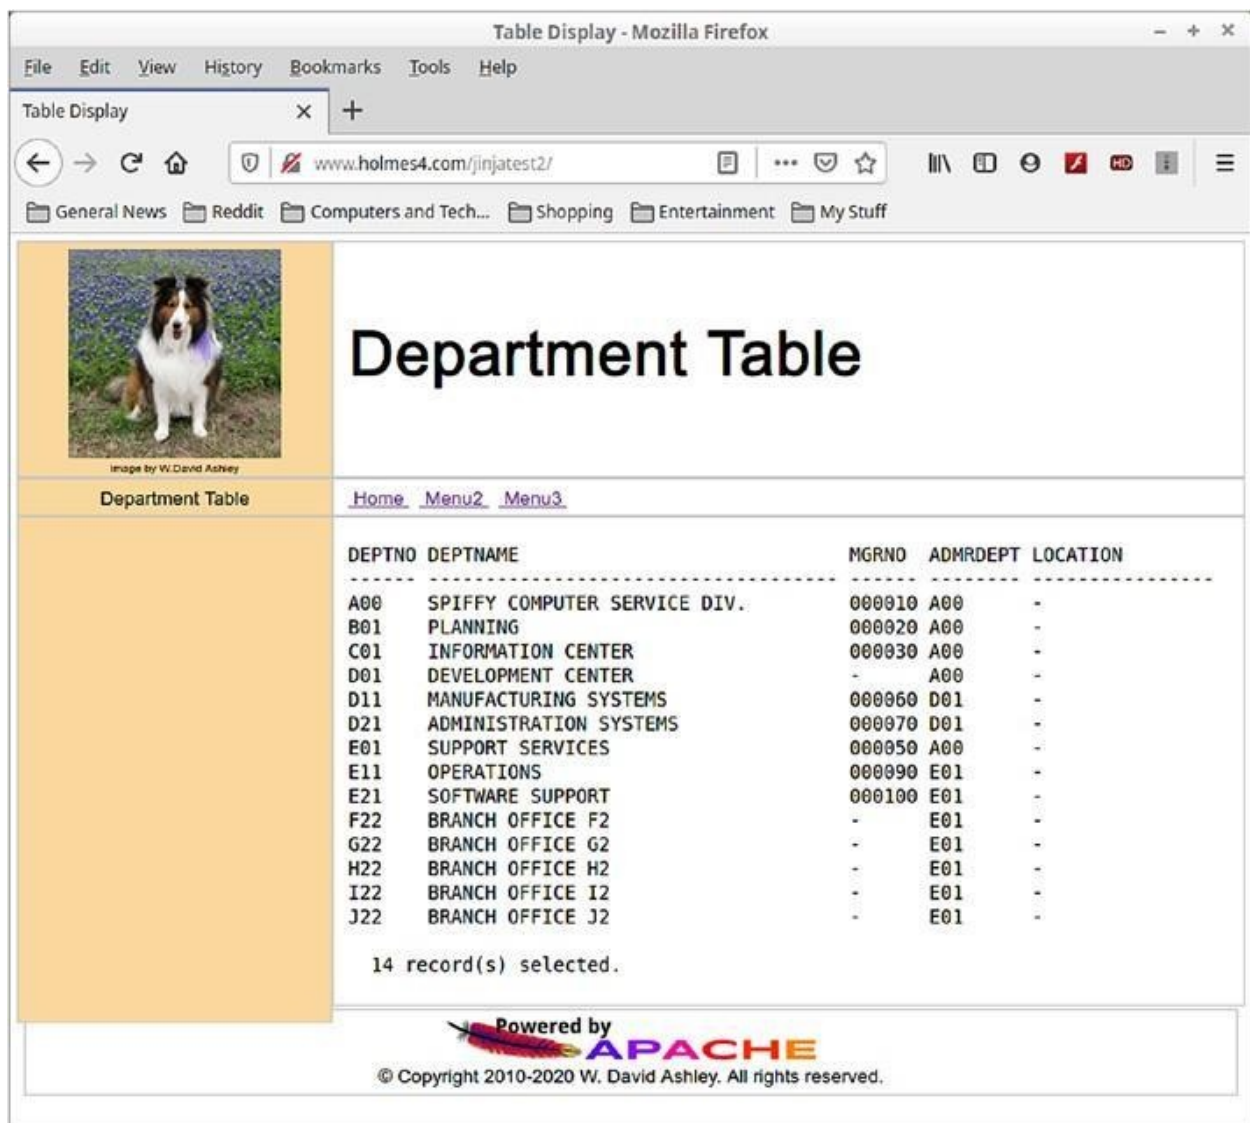 Table Display - Mozilla Firefox
File Edit View History Bookmarks Tools Help
Table Display
www.holmes4.com/jinjatest2/
HD
General News Reddit Computers and Tech... Shopping Entertainment My Stuff
Department Table
Image by W.David Ashley
Department Table Home Menu2 Menu3
DEPTNO DEPTNAME MGRNO ADMRDEPT LOCATION
------ ------------------------------------ ------ -------- ----------------
A00 SPIFFY COMPUTER SERVICE DIV. 000010 A00 -
B01 PLANNING 000020 A00 -
C01 INFORMATION CENTER 000030 A00 -
D01 DEVELOPMENT CENTER - A00 -
D11 MANUFACTURING SYSTEMS 000060 D01 -
D21 ADMINISTRATION SYSTEMS 000070 D01 -
E01 SUPPORT SERVICES 000050 A00 -
E11 OPERATIONS 000090 E01 -
E21 SOFTWARE SUPPORT 000100 E01 -
F22 BRANCH OFFICE F2 - E01 -
G22 BRANCH OFFICE G2 - E01 -
H22 BRANCH OFFICE H2 - E01 -
I22 BRANCH OFFICE I2 - E01 -
J22 BRANCH OFFICE J2 - E01 -
14 record(s) selected.
Powered by
APACHE
© Copyright 2010-2020 W. David Ashley. All rights reserved.